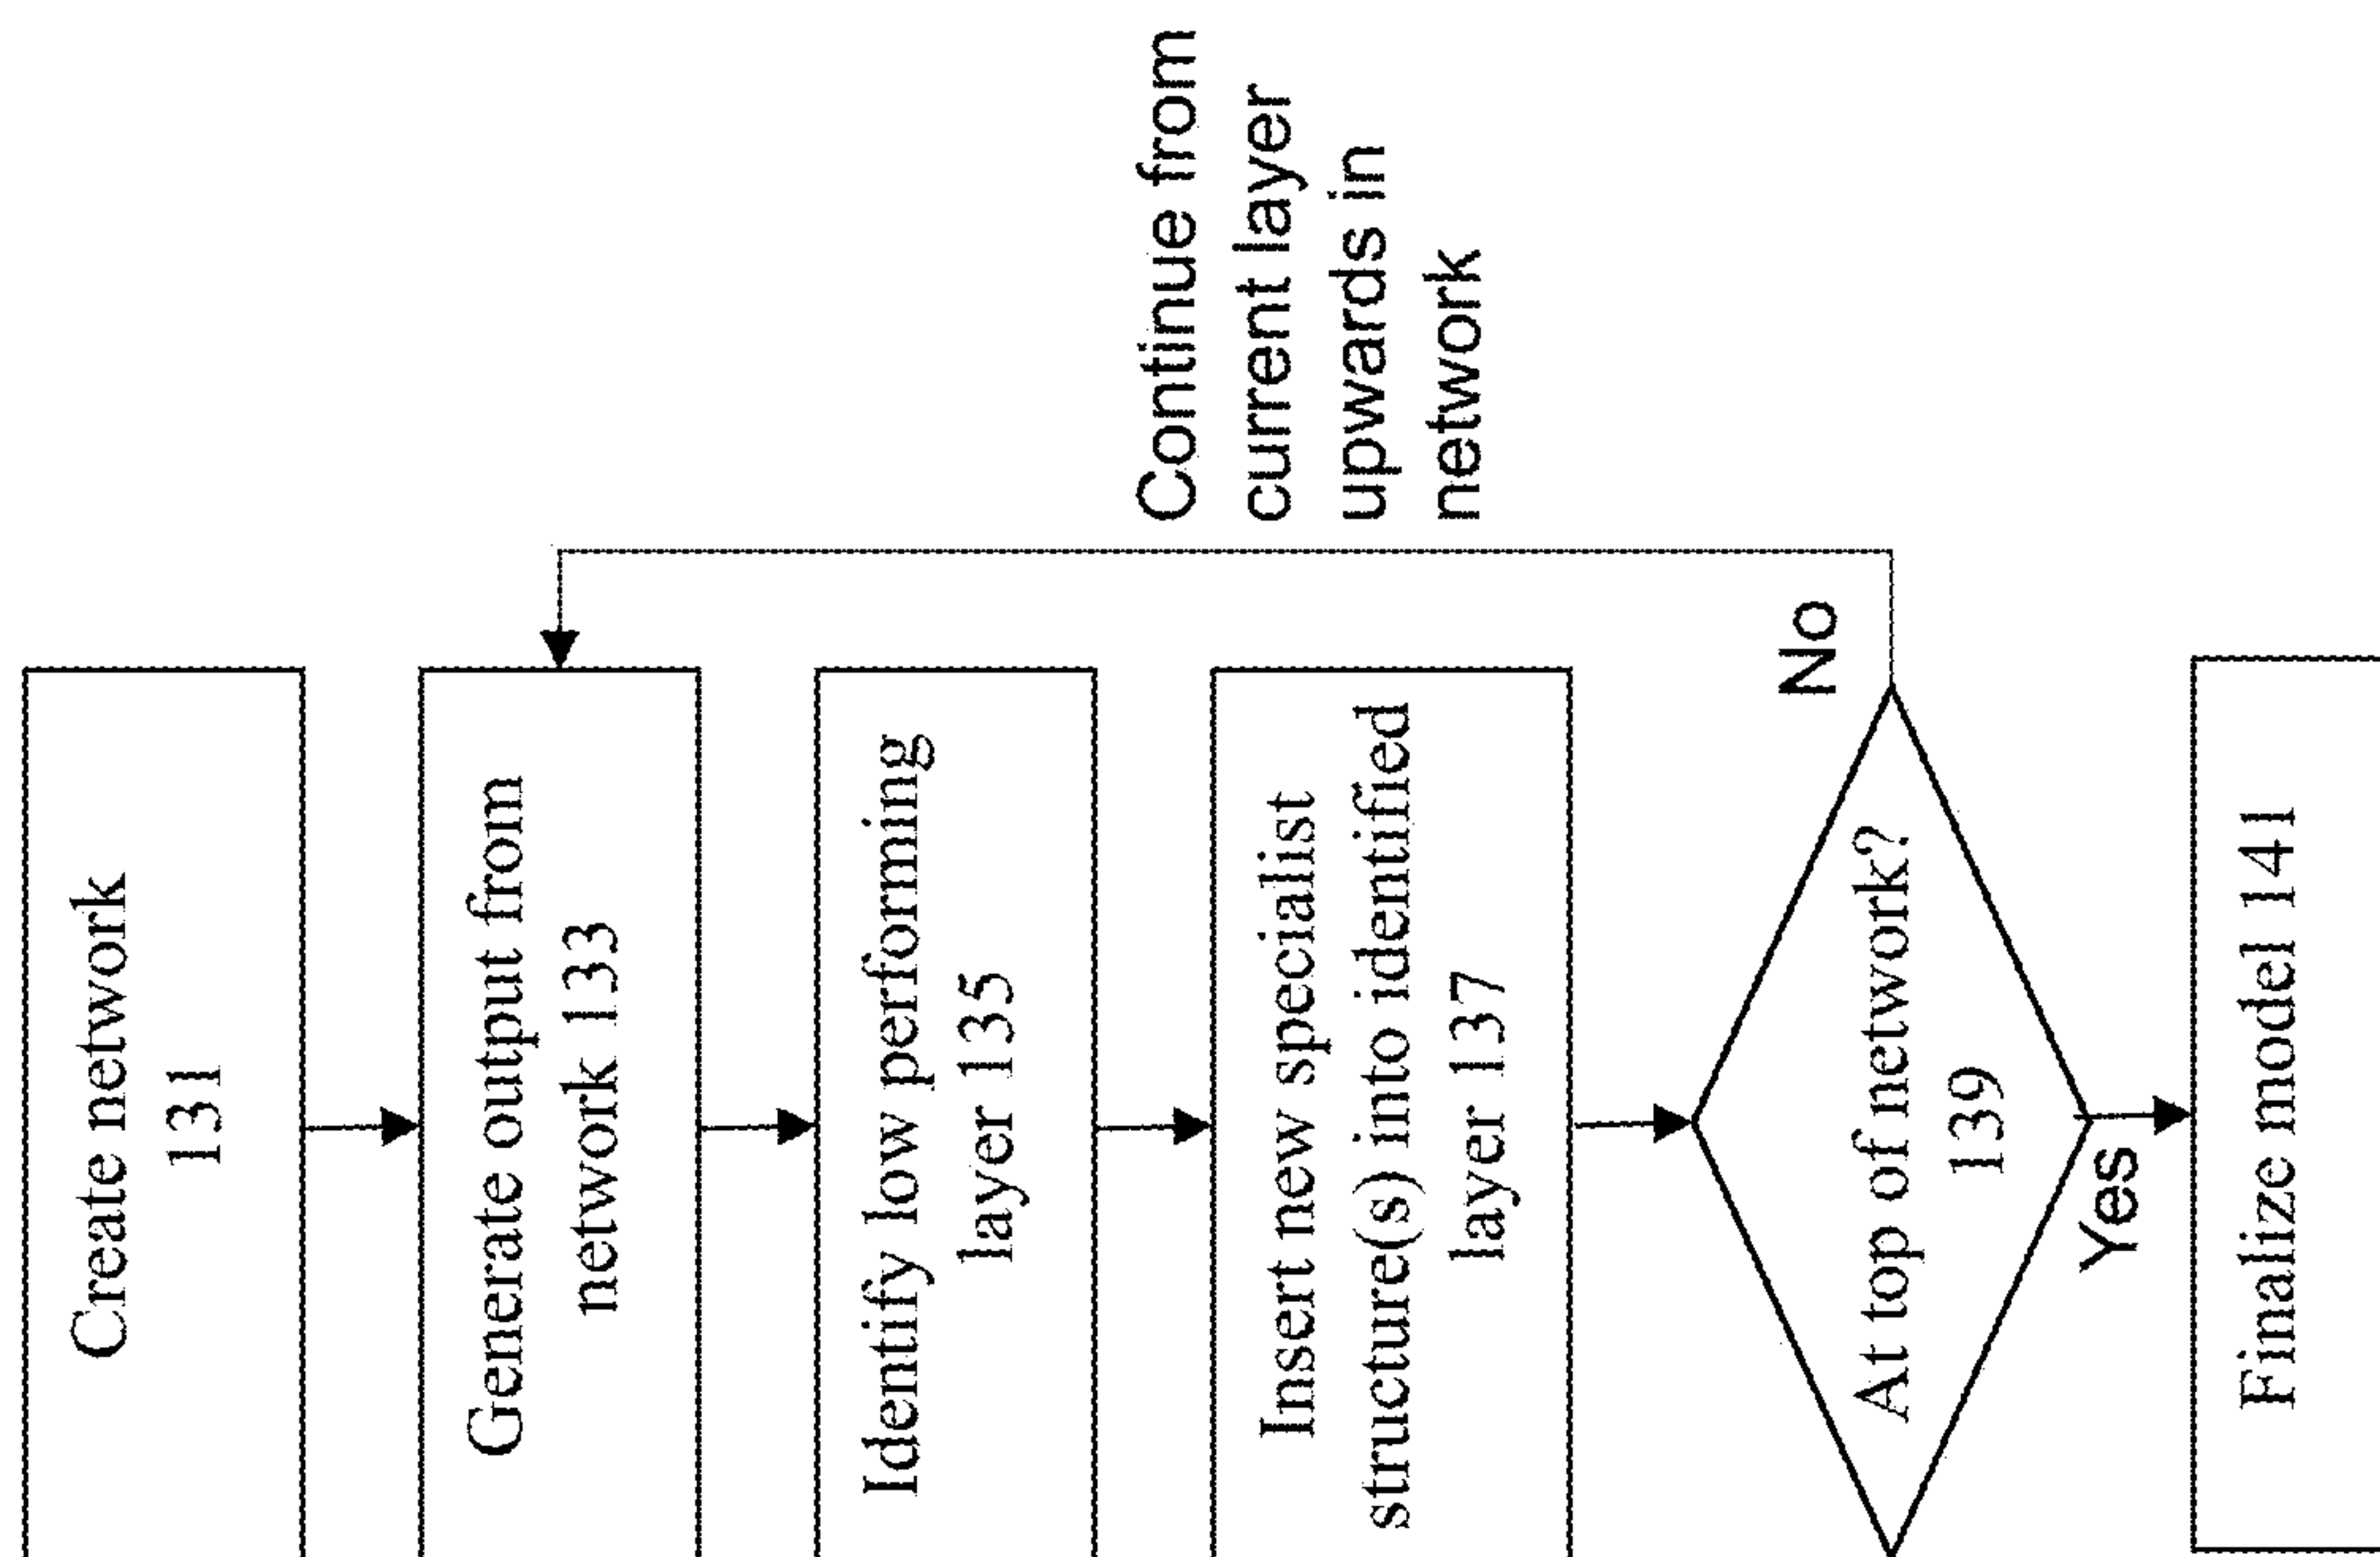 Create network
131
Generate output from
network 133
Identify low performing
layer 135
Insert new specialist
structure(s) into identified
layer 137
At top of network?
139
No
Continue from
current layer
upwards in
network
Yes
Finalize model 141